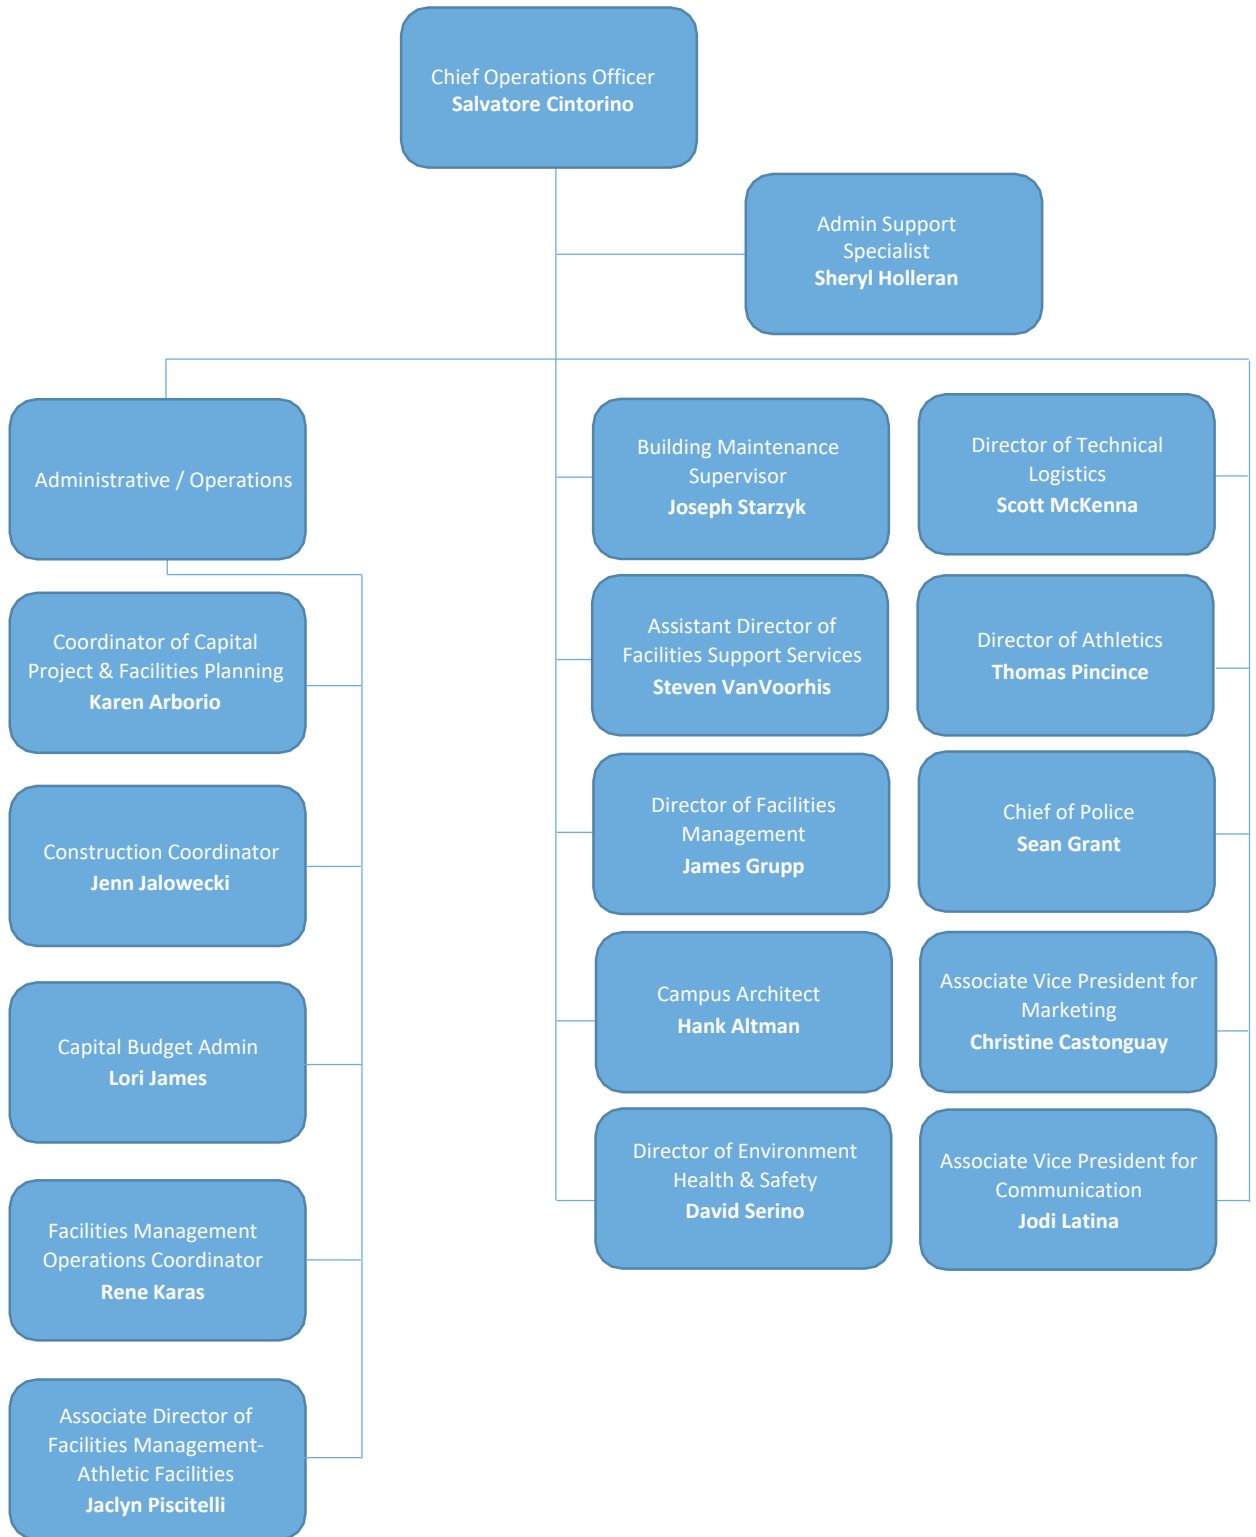 Chief Operations Officer
Salvatore Cintorino
Admin Support
Specialist
Sheryl Holleran
Administrative / Operations
Coordinator of Capital
Project & Facilities Planning
Karen Arborio
Construction Coordinator
Jenn Jalowecki
Capital Budget Admin
Lori James
Facilities Management
Operations Coordinator
Rene Karas
Associate Director of
Facilities Management-
Athletic Facilities
Jaclyn Piscitelli
Building Maintenance
Supervisor
Joseph Starzyk
Assistant Director of
Facilities Support Services
Steven VanVoorhis
Director of Facilities
Management
James Grupp
Campus Architect
Hank Altman
Director of Environment
Health & Safety
David Serino
Director of Technical
Logistics
Scott McKenna
Director of Athletics
Thomas Pincince
Chief of Police
Sean Grant
Associate Vice President for
Marketing
Christine Castonguay
Associate Vice President for
Communication
Jodi Latina